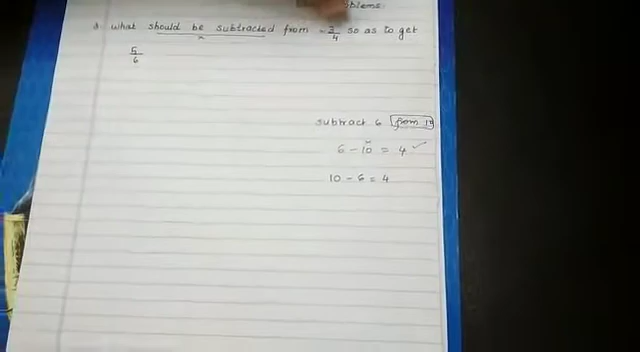 what should be subtracted from -3/4 so as to get
x
5/6
subtract 6 from 10
6 - 10 = 4 ✓
10 - 6 = 4